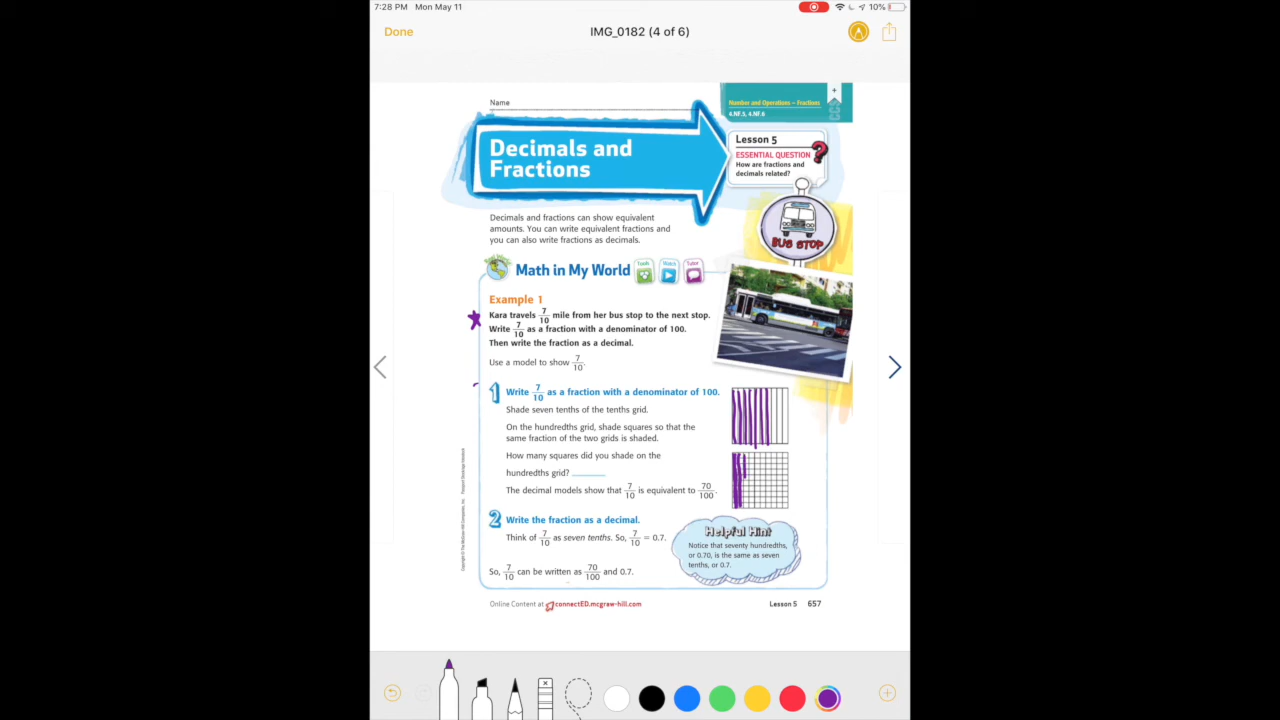 7:28 PM Mon May 11
10%
Done
IMG_0182 (4 of 6)
Name
Number and Operations – Fractions
4.NF.5, 4.NF.6
Decimals and
Fractions
Lesson 5
ESSENTIAL QUESTION
How are fractions and
decimals related?
Decimals and fractions can show equivalent
amounts. You can write equivalent fractions and
you can also write fractions as decimals.
BUS STOP
Math in My World
Tools
Watch
Tutor
Example 1
Kara travels 7/10 mile from her bus stop to the next stop.
Write 7/10 as a fraction with a denominator of 100.
Then write the fraction as a decimal.
Use a model to show 7/10.
1 Write 7/10 as a fraction with a denominator of 100.
Shade seven tenths of the tenths grid.
On the hundredths grid, shade squares so that the
same fraction of the two grids is shaded.
How many squares did you shade on the
hundredths grid? ______
The decimal models show that 7/10 is equivalent to 70/100.
2 Write the fraction as a decimal.
Think of 7/10 as seven tenths. So, 7/10 = 0.7.
Helpful Hint
Notice that seventy hundredths,
or 0.70, is the same as seven
tenths, or 0.7.
So, 7/10 can be written as 70/100 and 0.7.
Online Content at connectED.mcgraw-hill.com
Lesson 5 657